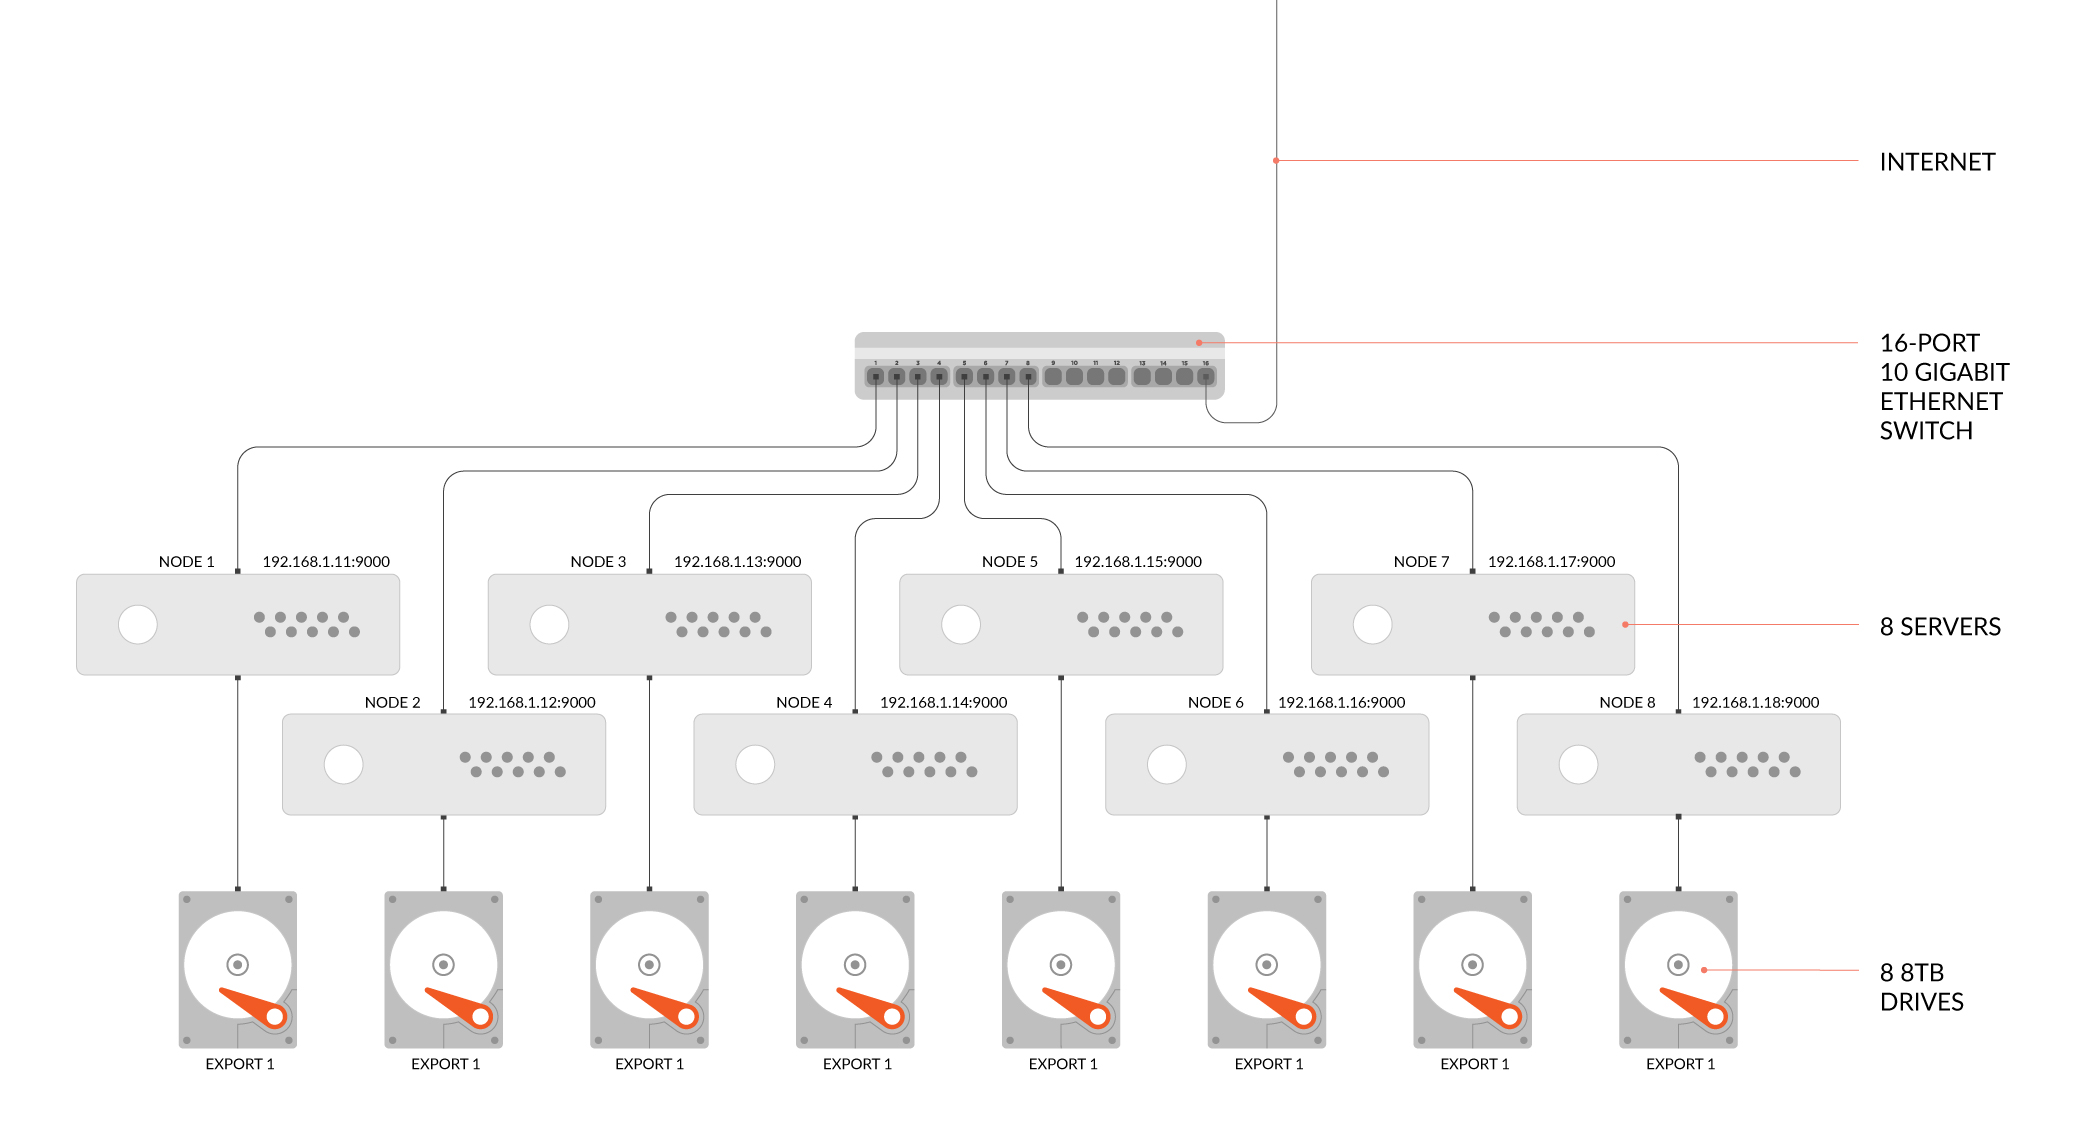 INTERNET
16-PORT
10 GIGABIT
ETHERNET
SWITCH
1 2 3 4 5 6 7 8 9 10 11 12 13 14 15 16
NODE 1 192.168.1.11:9000
NODE 3 192.168.1.13:9000
NODE 5 192.168.1.15:9000
NODE 7 192.168.1.17:9000
8 SERVERS
NODE 2 192.168.1.12:9000
NODE 4 192.168.1.14:9000
NODE 6 192.168.1.16:9000
NODE 8 192.168.1.18:9000
8 8TB
DRIVES
EXPORT 1
EXPORT 1
EXPORT 1
EXPORT 1
EXPORT 1
EXPORT 1
EXPORT 1
EXPORT 1